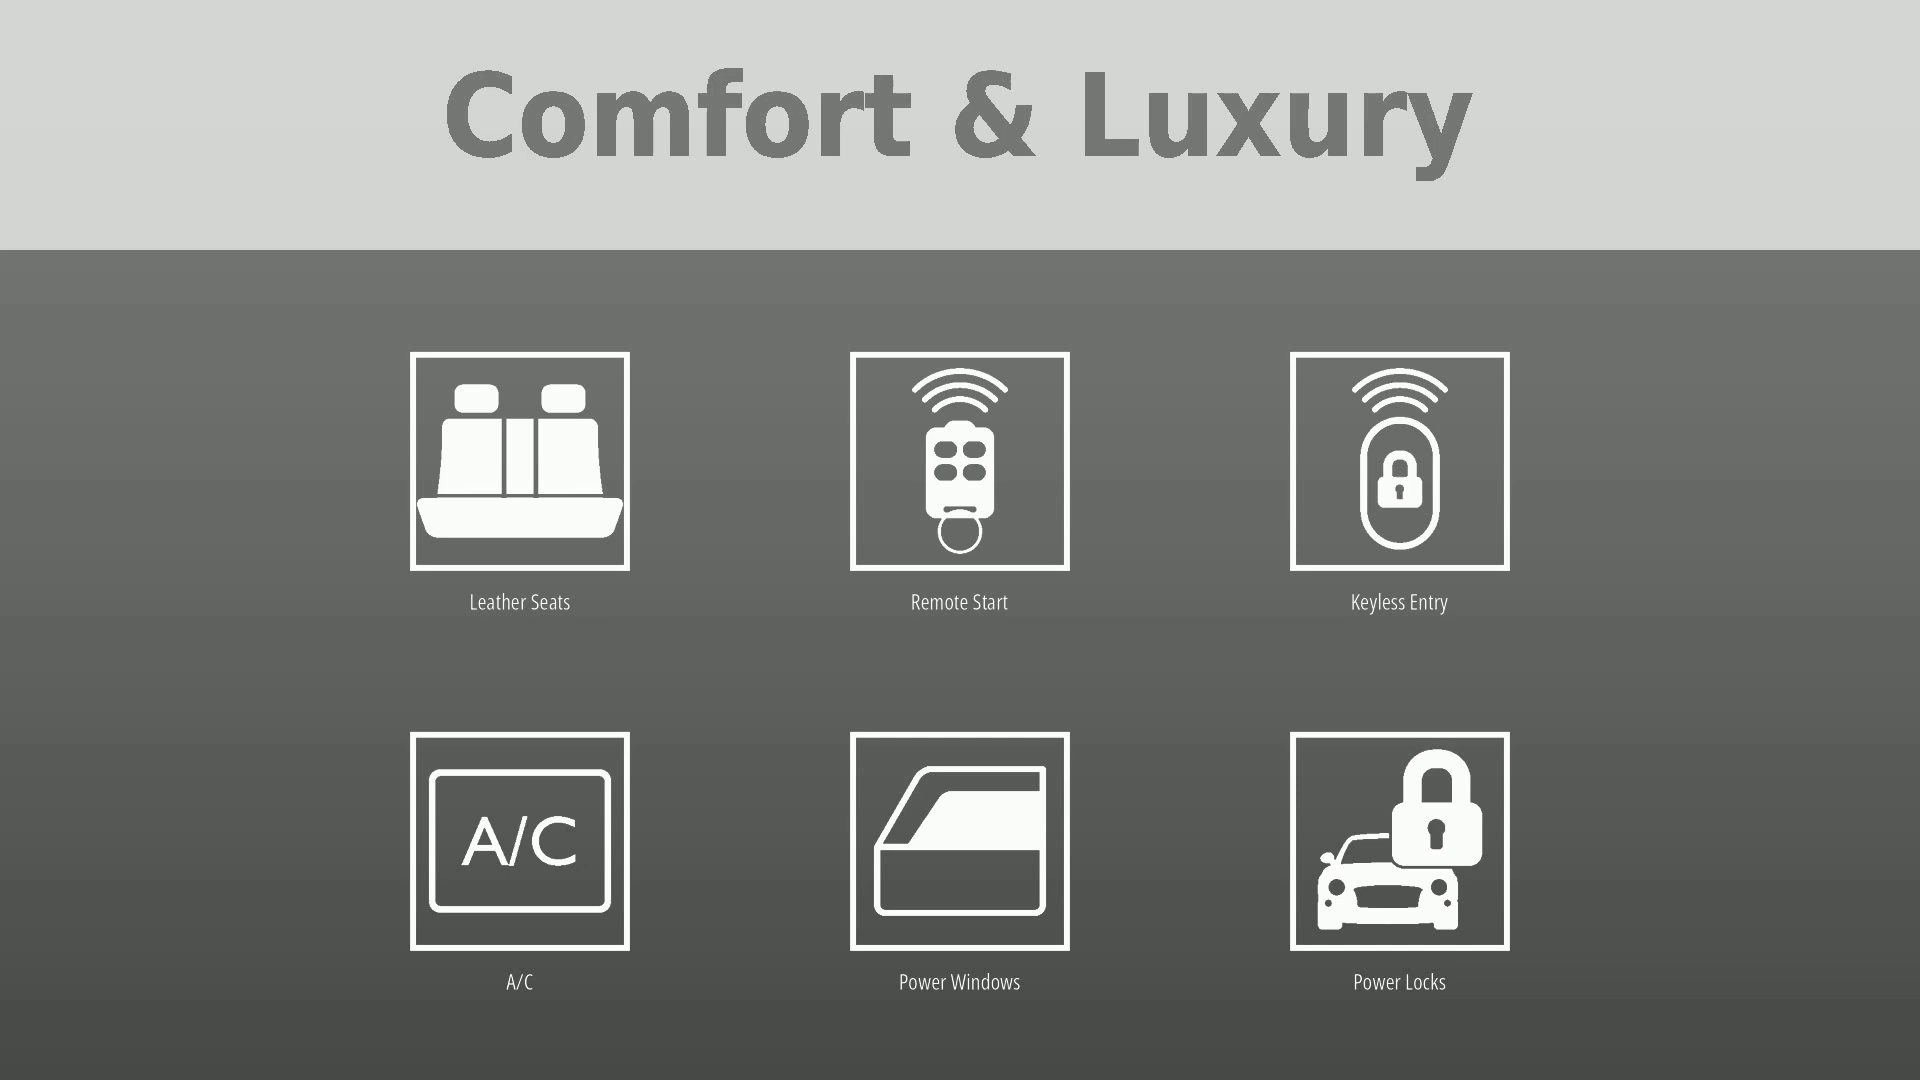 Comfort & Luxury
Leather Seats
Remote Start
Keyless Entry
A/C
A/C
Power Windows
Power Locks